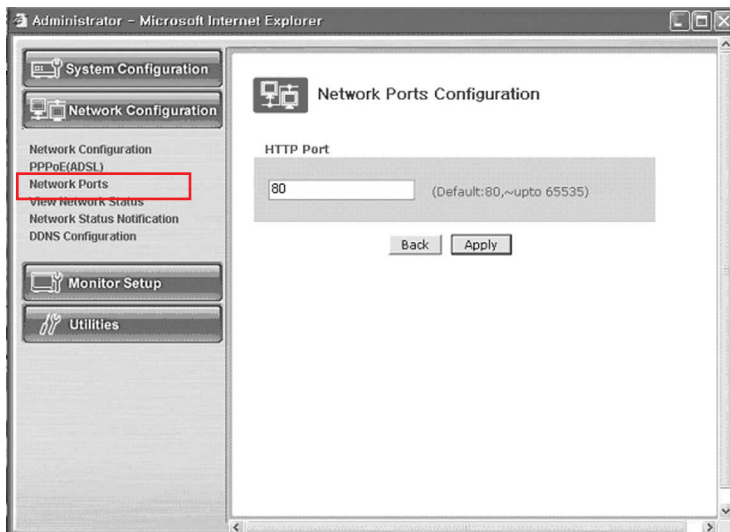 Administrator - Microsoft Internet Explorer
System Configuration
Network Configuration
Network Configuration
PPPoE(ADSL)
Network Ports
View Network Status
Network Status Notification
DDNS Configuration
Monitor Setup
Utilities
Network Ports Configuration
HTTP Port
80
(Default:80,~upto 65535)
Back
Apply